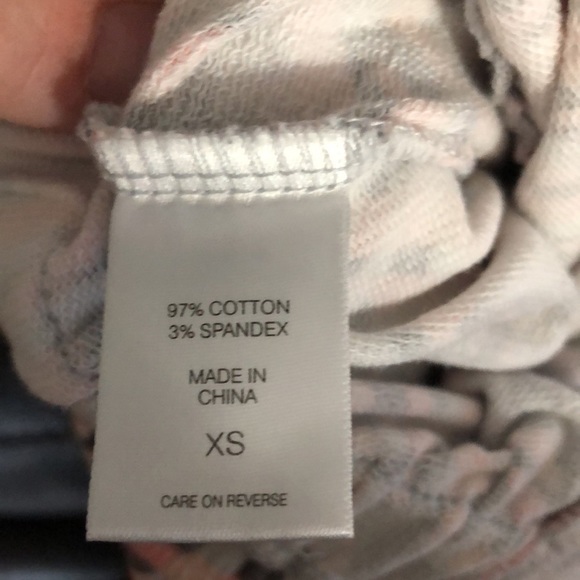 97% COTTON
3% SPANDEX
MADE IN
CHINA
XS
CARE ON REVERSE